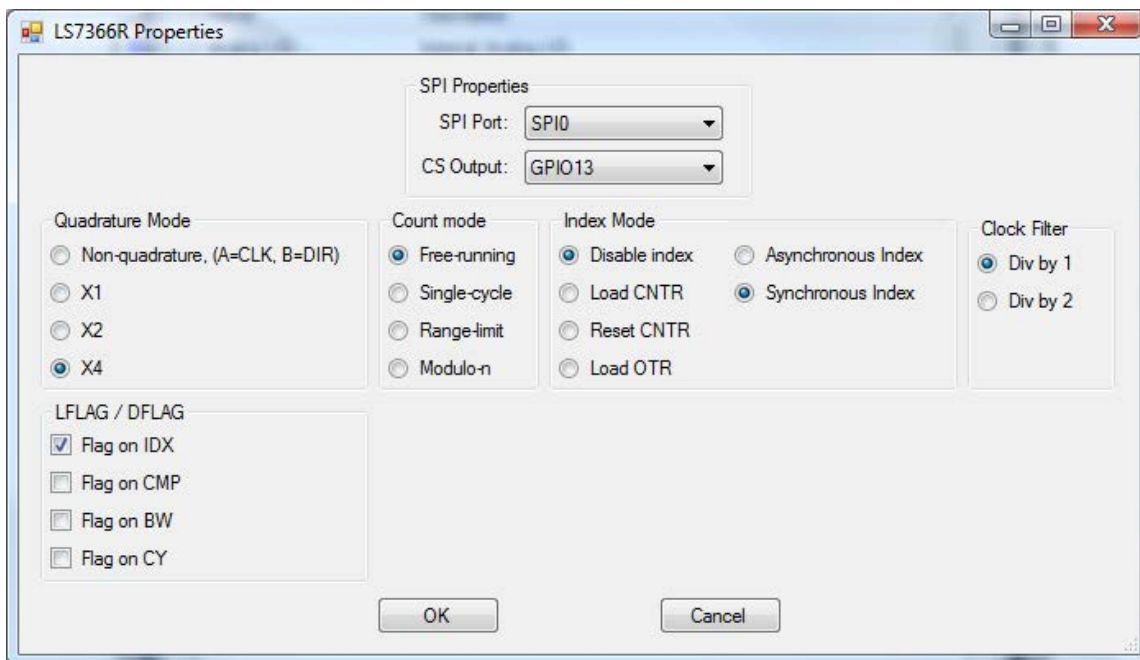 LS7366R Properties
SPI Properties
SPI Port: SPI0
CS Output: GPIO13
Quadrature Mode
Non-quadrature, (A=CLK, B=DIR)
X1
X2
X4
Count mode
Free-running
Single-cycle
Range-limit
Modulo-n
Index Mode
Disable index
Load CNTR
Reset CNTR
Load OTR
Asynchronous Index
Synchronous Index
Clock Filter
Div by 1
Div by 2
LFLAG / DFLAG
Flag on IDX
Flag on CMP
Flag on BW
Flag on CY
OK
Cancel